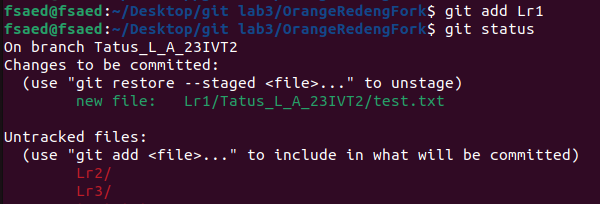 fsaed@fsaed:~/Desktop/git lab3/OrangeRedengFork$ git add Lr1
fsaed@fsaed:~/Desktop/git lab3/OrangeRedengFork$ git status
On branch Tatus_L_A_23IVT2
Changes to be committed:
  (use "git restore --staged <file>..." to unstage)
        new file:   Lr1/Tatus_L_A_23IVT2/test.txt

Untracked files:
  (use "git add <file>..." to include in what will be committed)
        Lr2/
        Lr3/